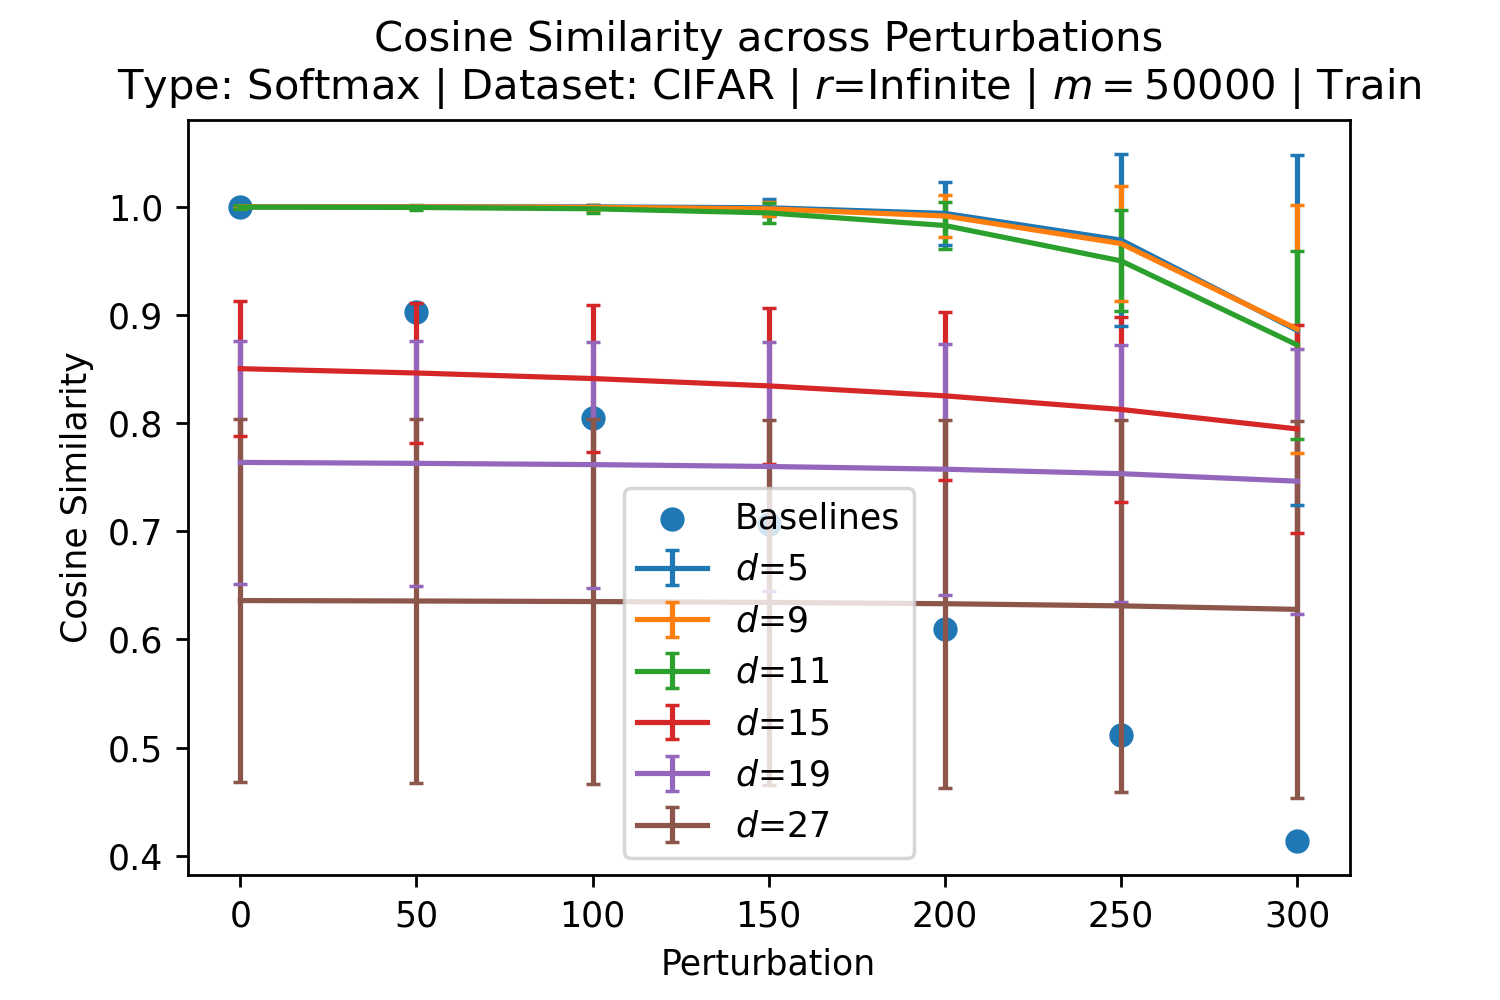 Cosine Similarity across Perturbations
Type: Softmax | Dataset: CIFAR | r=Infinite | m = 50000 | Train
Cosine Similarity
1.0
0.9
0.8
0.7
0.6
0.5
0.4
Baselines
d=5
d=9
d=11
d=15
d=19
d=27
0 50 100 150 200 250 300
Perturbation